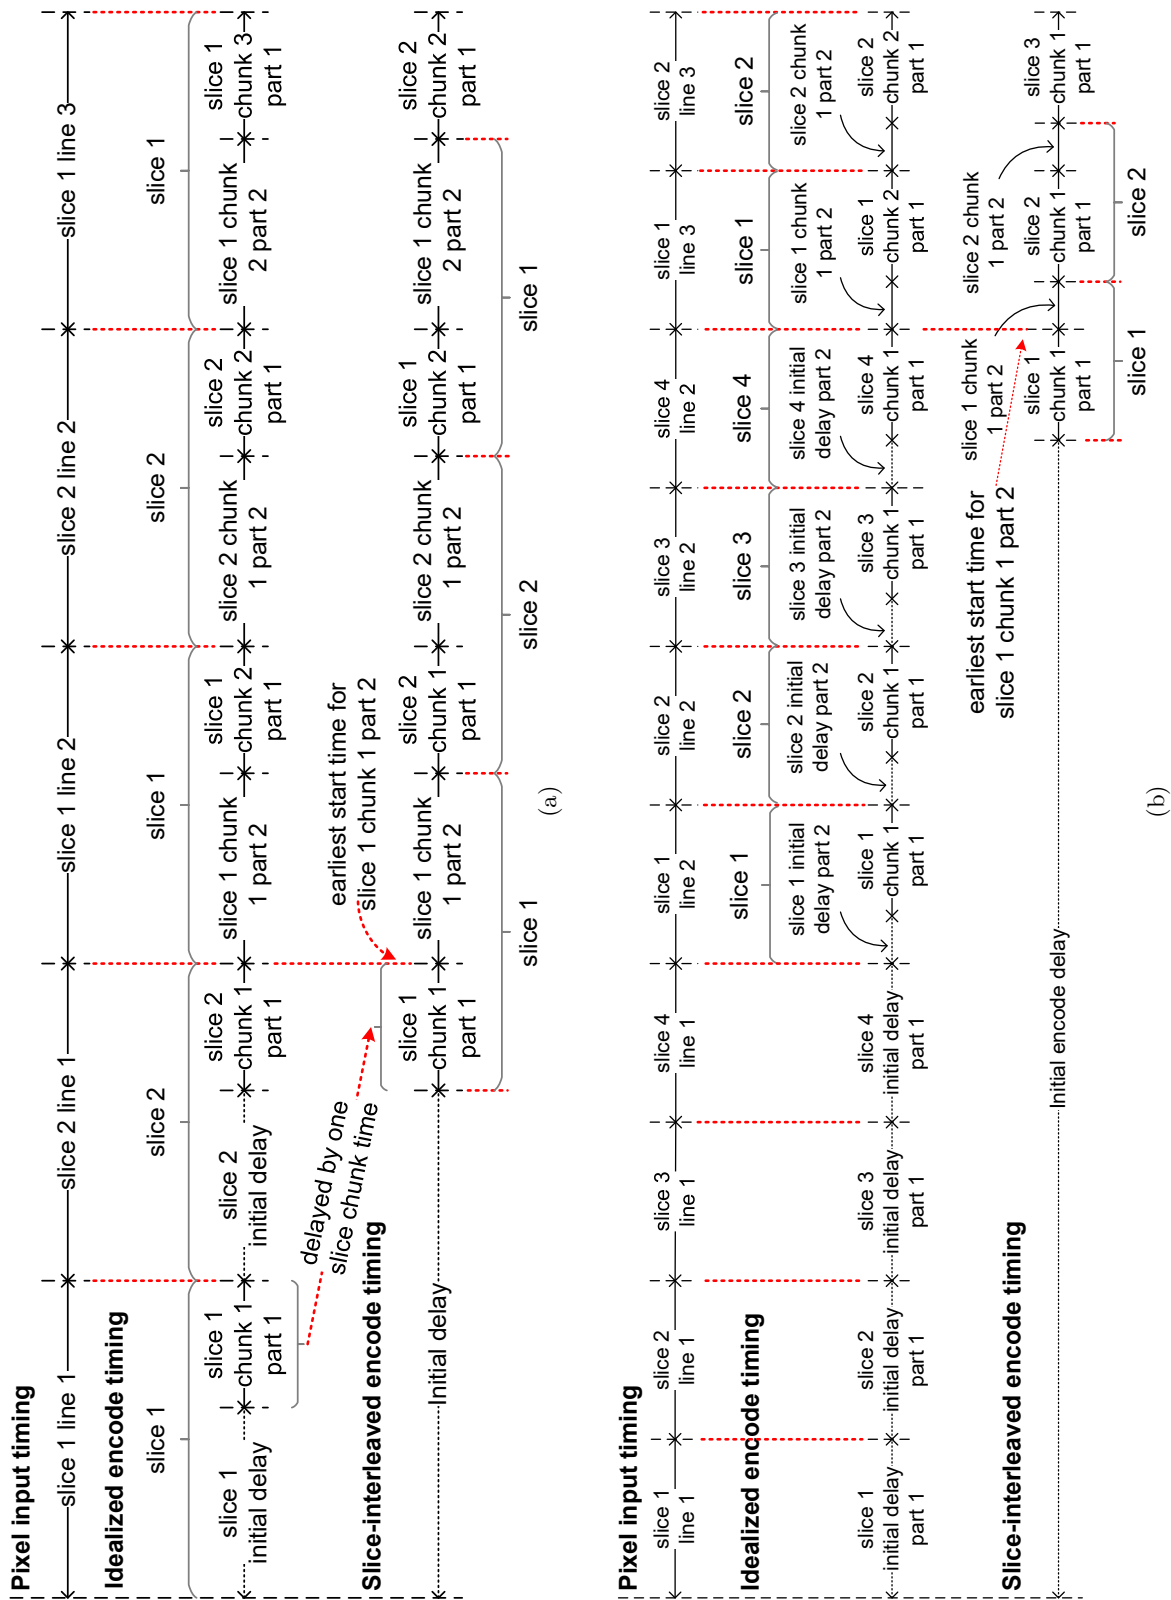 Pixel input timing
slice 1 line 1
slice 2 line 1
slice 1 line 2
slice 2 line 2
slice 1 line 3
Idealized encode timing
slice 1
slice 2
slice 1
slice 2
slice 1
slice 1
initial delay
slice 1
chunk 1
part 1
slice 2
initial delay
slice 2
chunk 1
part 1
slice 1 chunk
1 part 2
slice 1
chunk 2
part 1
slice 2 chunk
1 part 2
slice 2
chunk 2
part 1
slice 1 chunk
2 part 2
slice 1
chunk 3
part 1
delayed by one
slice chunk time
earliest start time for
slice 1 chunk 1 part 2
Slice-interleaved encode timing
Initial delay
slice 1
chunk 1
part 1
slice 1 chunk
1 part 2
slice 2
chunk 1
part 1
slice 2 chunk
1 part 2
slice 1
chunk 2
part 1
slice 1 chunk
2 part 2
slice 2
chunk 2
part 1
slice 1
slice 2
slice 1
(a)
Pixel input timing
slice 1
line 1
slice 2
line 1
slice 3
line 1
slice 4
line 1
slice 1
line 2
slice 2
line 2
slice 3
line 2
slice 4
line 2
slice 1
line 3
slice 2
line 3
Idealized encode timing
slice 1
slice 2
slice 3
slice 4
slice 1
slice 2
slice 1 initial
delay part 2
slice 2 initial
delay part 2
slice 3 initial
delay part 2
slice 4 initial
delay part 2
slice 1 chunk
1 part 2
slice 2 chunk
1 part 2
slice 1
initial delay
part 1
slice 2
initial delay
part 1
slice 3
initial delay
part 1
slice 4
initial delay
part 1
slice 1
chunk 1
part 1
slice 2
chunk 1
part 1
slice 3
chunk 1
part 1
slice 4
chunk 1
part 1
slice 1
chunk 2
part 1
slice 2
chunk 2
part 1
Slice-interleaved encode timing
earliest start time for
slice 1 chunk 1 part 2
slice 1 chunk
1 part 2
slice 2 chunk
1 part 2
Initial encode delay
slice 1
chunk 1
part 1
slice 2
chunk 1
part 1
slice 3
chunk 1
part 1
slice 1
slice 2
(b)